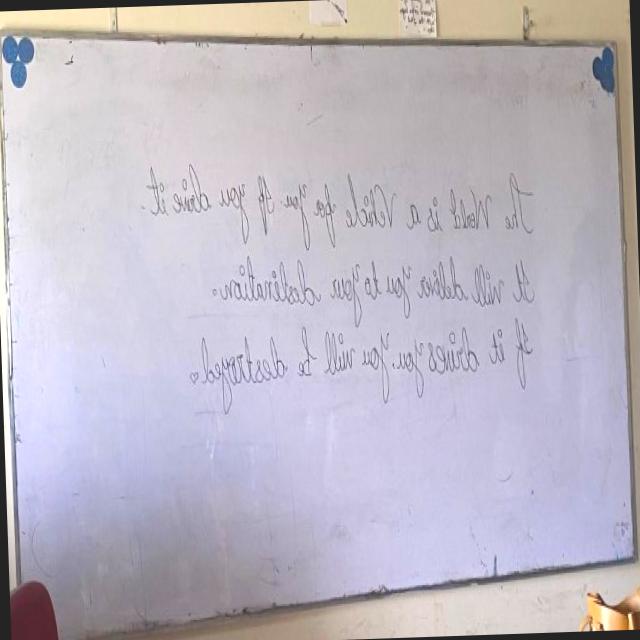 The World is a Vehicle for you If you drive it.
It will deliver you to you destination.
If it drives you. You will be destroyed.